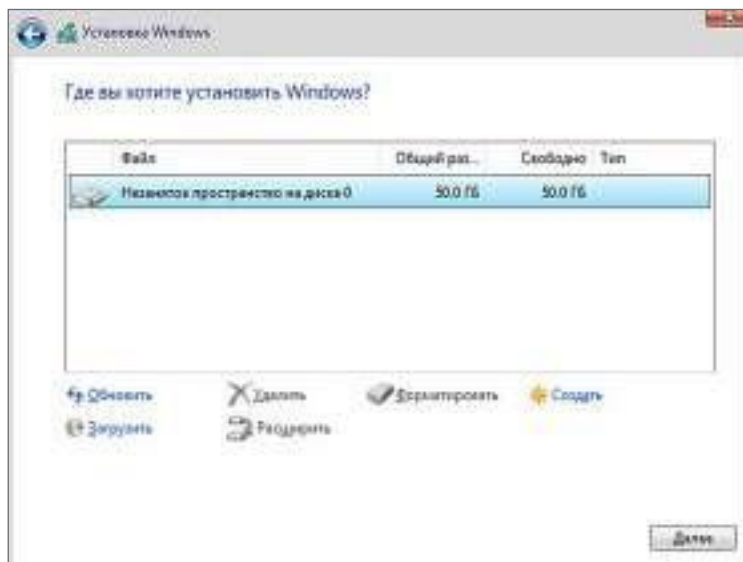 Установка Windows
Где вы хотите установить Windows?
Файл Общий раз... Свободно Тип
Незанятое пространство на диске 0 50.0 ГБ 50.0 ГБ
Обновить Удалить Форматировать Создать
Загрузить Расширить
Далее